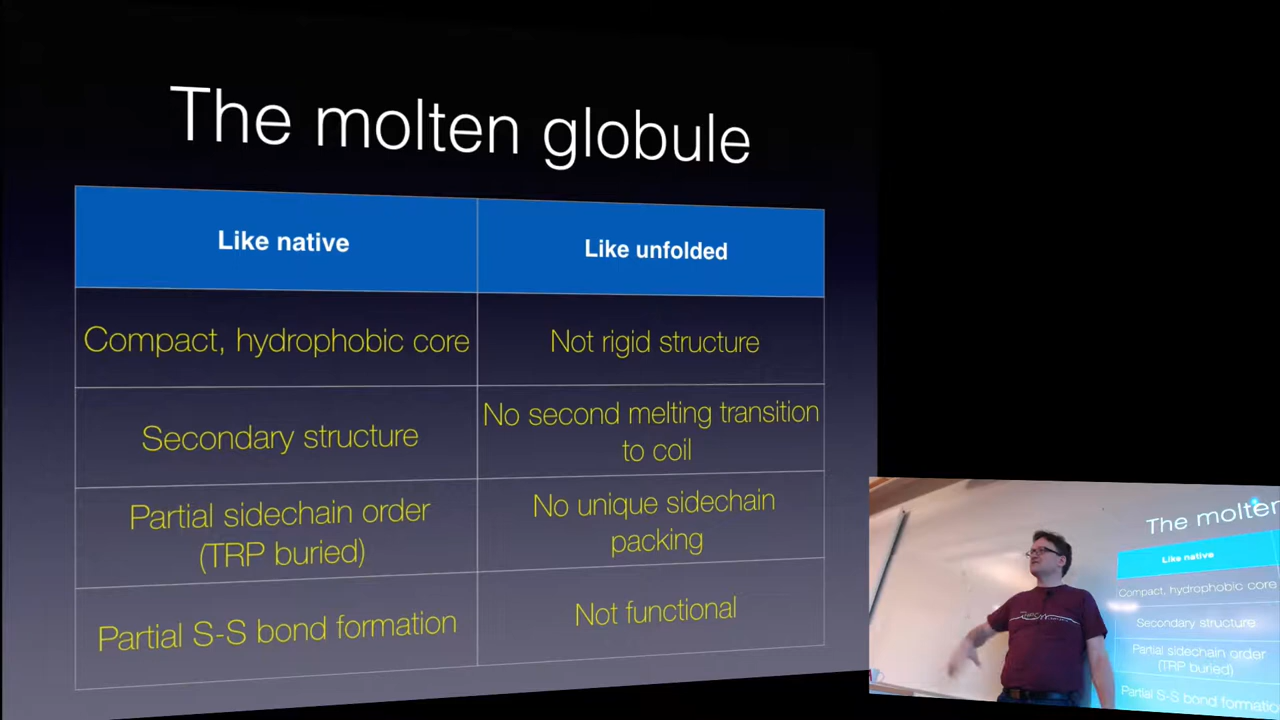 The molten globule
Like native
Like unfolded
Compact, hydrophobic core
Not rigid structure
Secondary structure
No second melting transition
to coil
Partial sidechain order
(TRP buried)
No unique sidechain
packing
Partial S-S bond formation
Not functional
The molten
Like native
Compact, hydrophobic core
Secondary structure
Partial sidechain order
(TRP buried)
Partial S-S bond formation